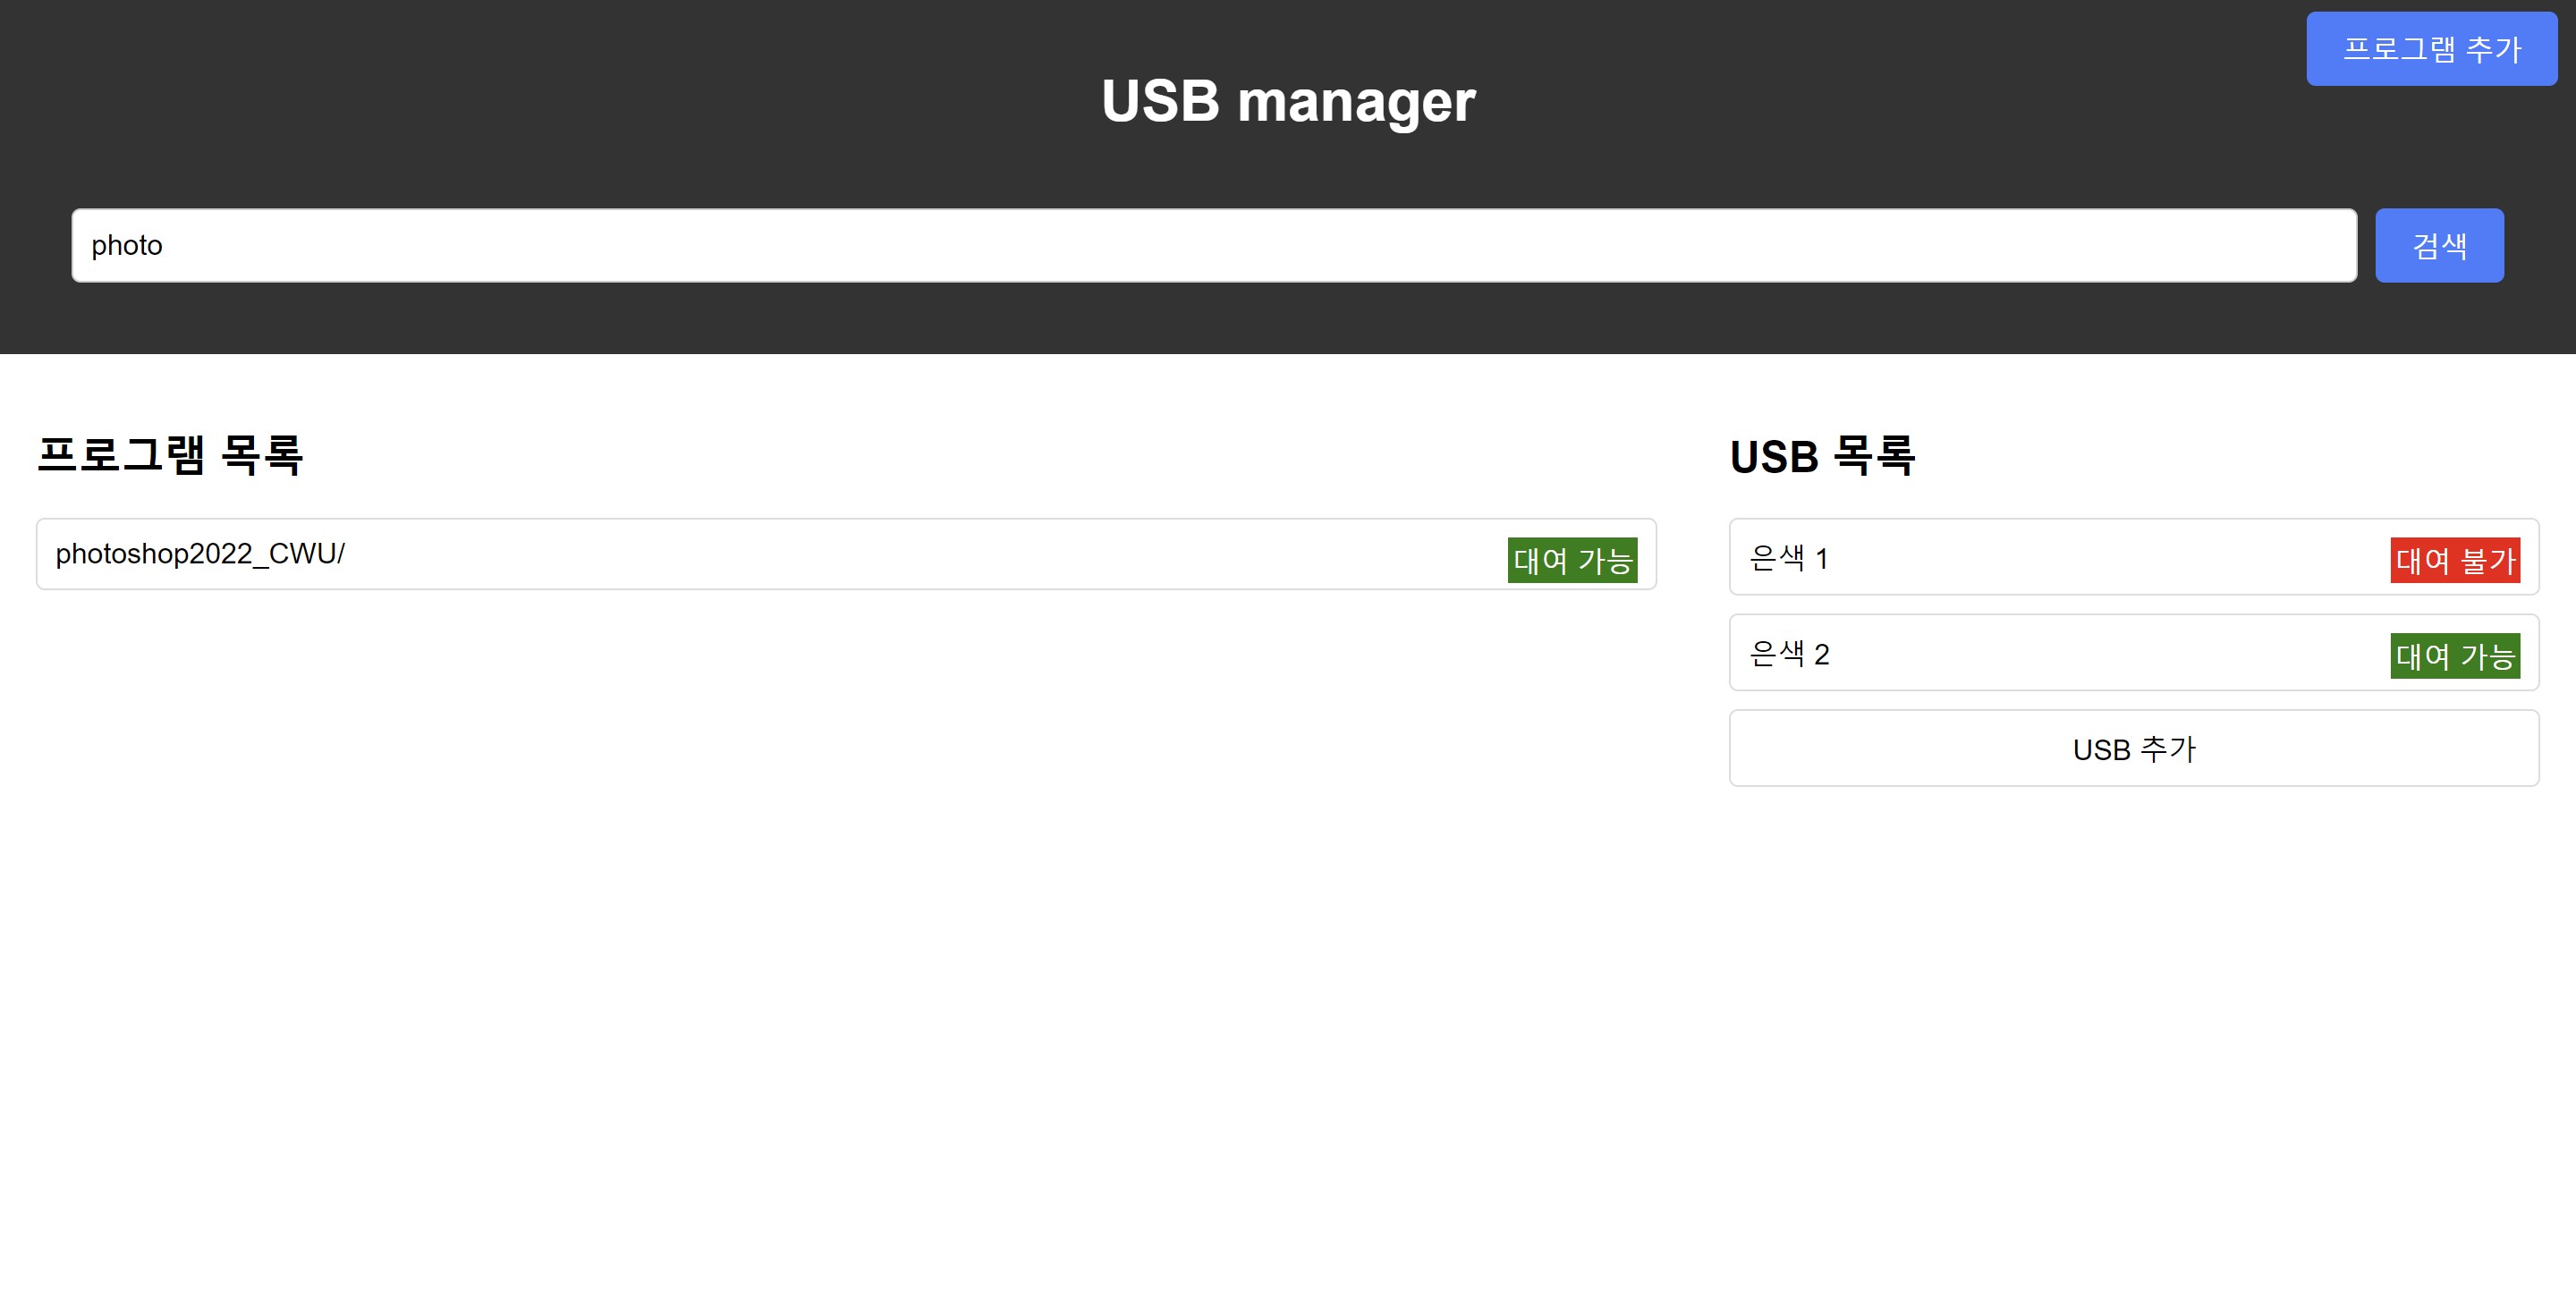 프로그램 추가
USB manager
photo
검색
프로그램 목록
photoshop2022_CWU/
대여 가능
USB 목록
은색 1
대여 불가
은색 2
대여 가능
USB 추가